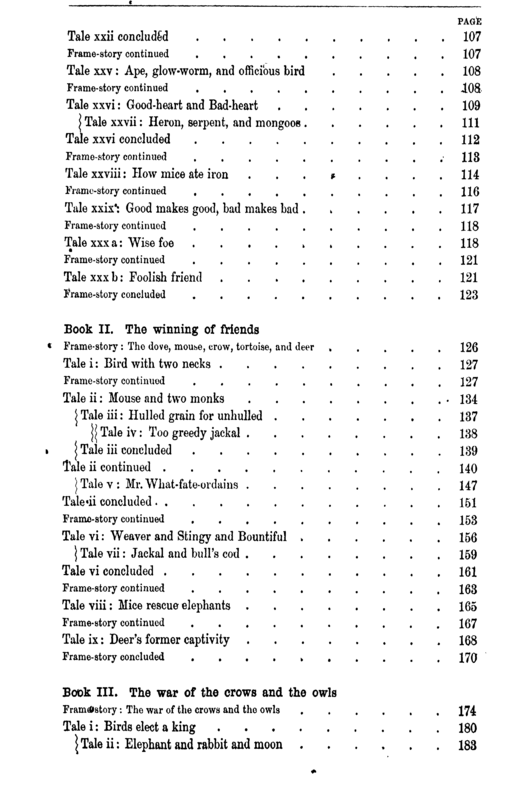 PAGE
Tale xxii concluded . . . . . . . . . . 107
Frame-story continued . . . . . . . . . . 107
Tale xxv: Ape, glow-worm, and officious bird . . . . . 108
Frame-story continued . . . . . . . . . . 108
Tale xxvi: Good-heart and Bad-heart . . . . . . . 109
{Tale xxvii: Heron, serpent, and mongoos . . . . . . 111
Tale xxvi concluded . . . . . . . . . . 112
Frame-story continued . . . . . . . . . . 113
Tale xxviii: How mice ate iron . . . . . . . . 114
Frame-story continued . . . . . . . . . . 116
Tale xxix: Good makes good, bad makes bad . . . . . . 117
Frame-story continued . . . . . . . . . . 118
Tale xxx a: Wise foe . . . . . . . . . . 118
Frame-story continued . . . . . . . . . . 121
Tale xxx b: Foolish friend . . . . . . . . . 121
Frame-story concluded . . . . . . . . . . 123
Book II. The winning of friends
Frame-story: The dove, mouse, crow, tortoise, and deer . . . . . 126
Tale i: Bird with two necks . . . . . . . . . 127
Frame-story continued . . . . . . . . . . 127
Tale ii: Mouse and two monks . . . . . . . . 134
{Tale iii: Hulled grain for unhulled . . . . . . . 137
{{Tale iv: Too greedy jackal . . . . . . . . 138
{Tale iii concluded . . . . . . . . . . 139
Tale ii continued . . . . . . . . . . . 140
{Tale v: Mr. What-fate-ordains . . . . . . . . 147
Tale ii concluded . . . . . . . . . . . 151
Frame-story continued . . . . . . . . . . 153
Tale vi: Weaver and Stingy and Bountiful . . . . . . 156
{Tale vii: Jackal and bull's cod . . . . . . . . 159
Tale vi concluded . . . . . . . . . . . 161
Frame-story continued . . . . . . . . . . 163
Tale viii: Mice rescue elephants . . . . . . . . 165
Frame-story continued . . . . . . . . . . 167
Tale ix: Deer's former captivity . . . . . . . . 168
Frame-story concluded . . . . . . . . . . 170
Book III. The war of the crows and the owls
Frame-story: The war of the crows and the owls . . . . . . 174
Tale i: Birds elect a king . . . . . . . . . 180
{Tale ii: Elephant and rabbit and moon . . . . . . 183